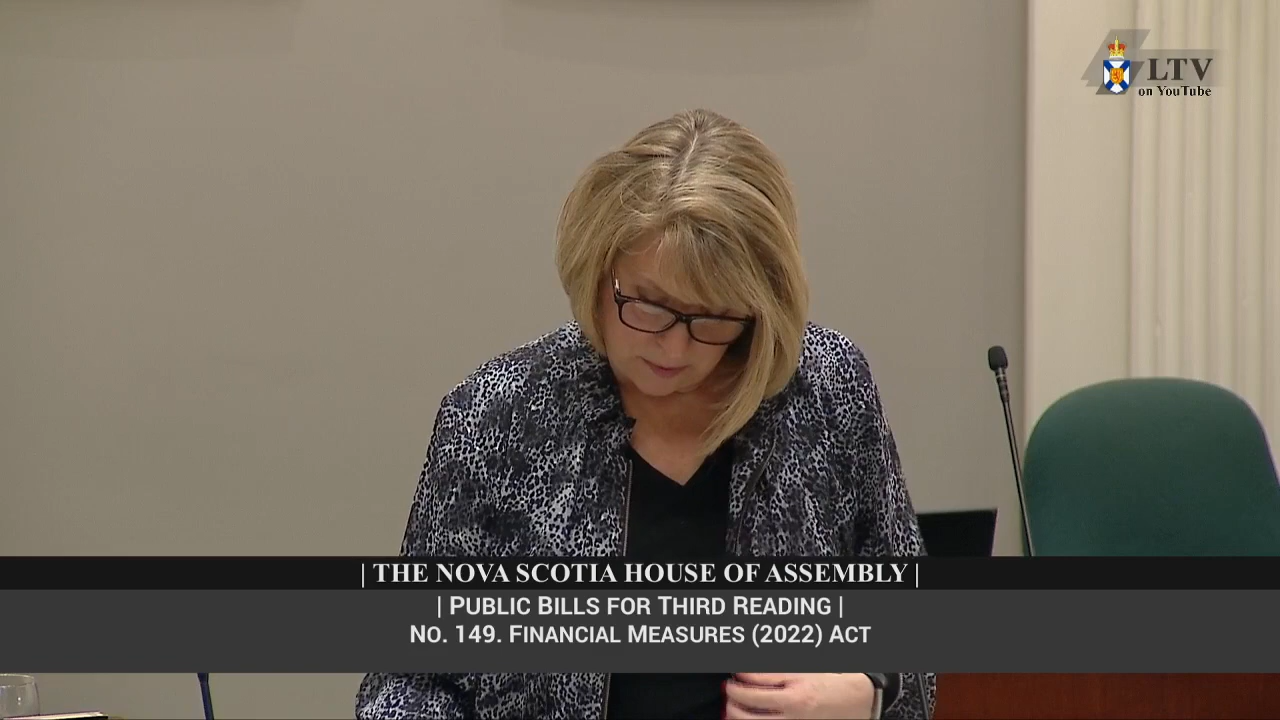 LTV
on YouTube
| THE NOVA SCOTIA HOUSE OF ASSEMBLY |
| PUBLIC BILLS FOR THIRD READING |
NO. 149. FINANCIAL MEASURES (2022) ACT